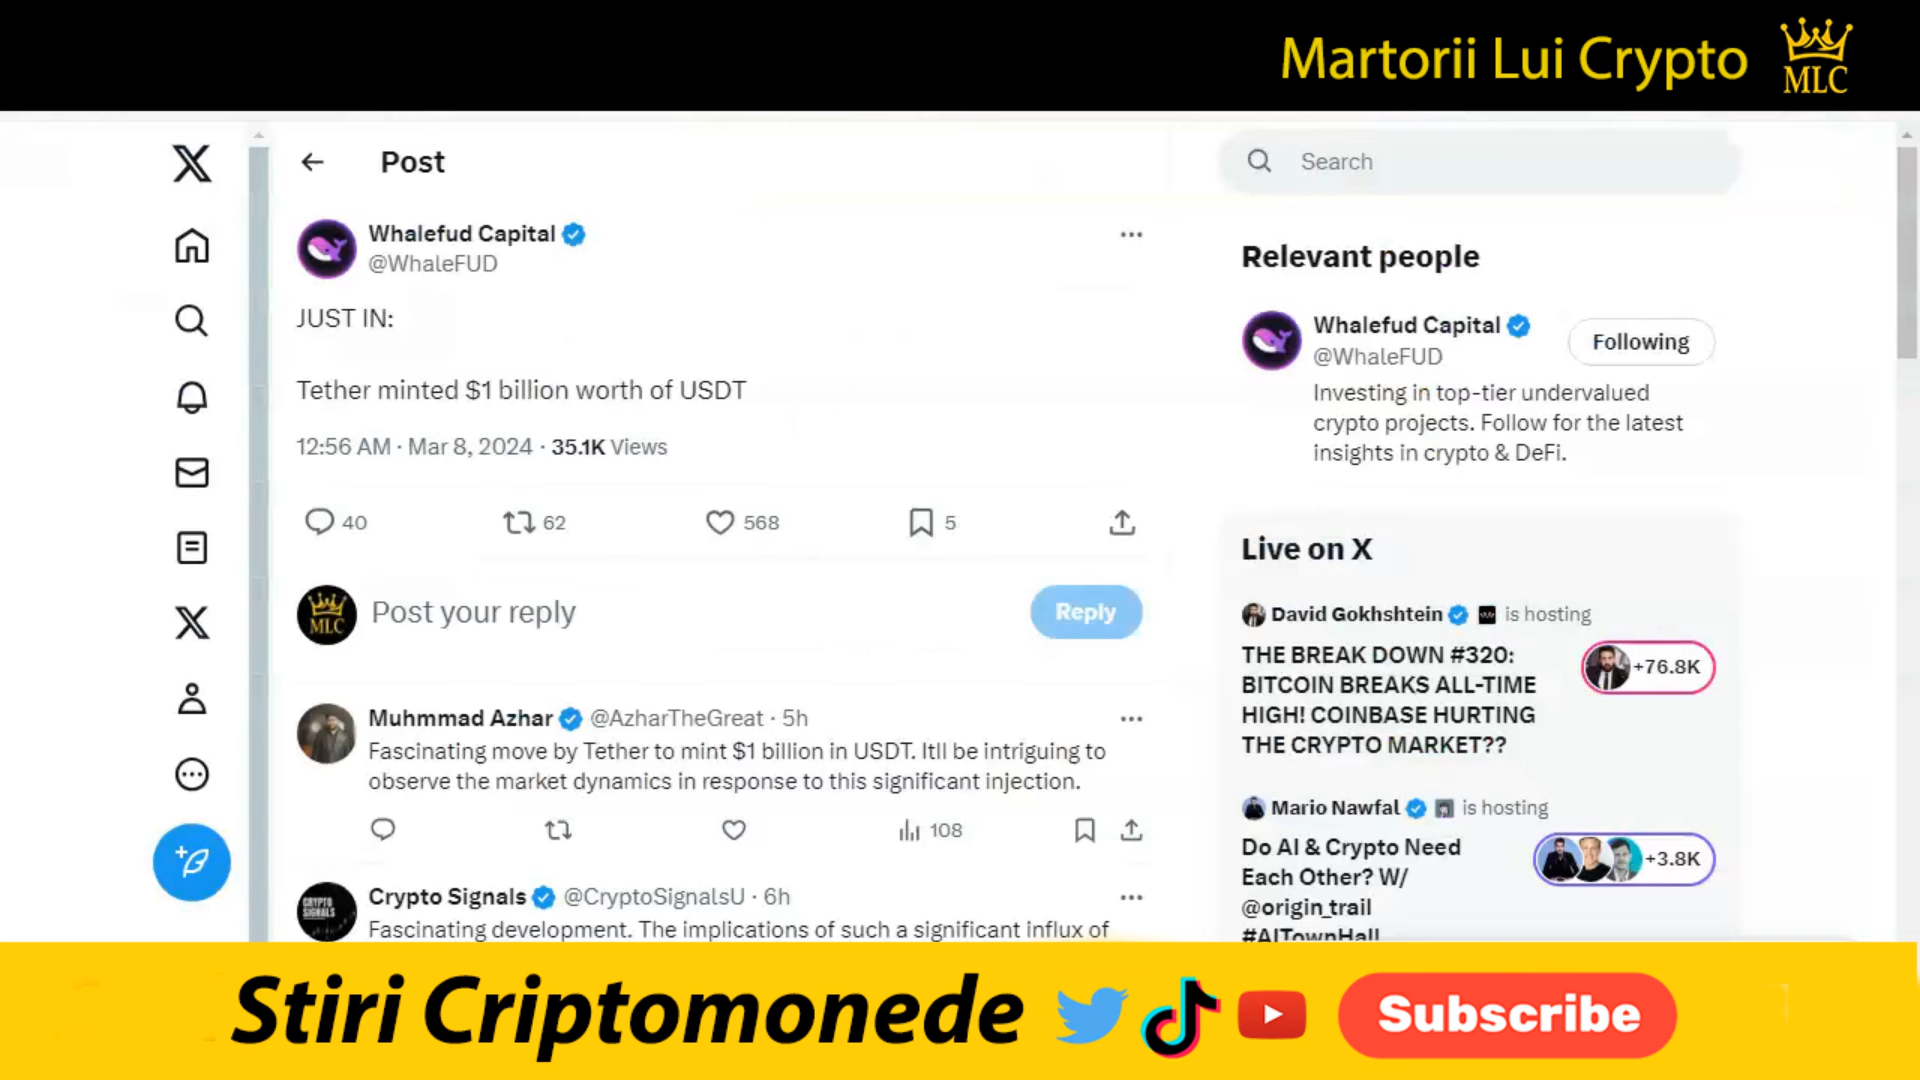 Martorii Lui Crypto
MLC
Post
Search
Whalefud Capital
@WhaleFUD
JUST IN:
Tether minted $1 billion worth of USDT
12:56 AM · Mar 8, 2024 · 35.1K Views
40
62
568
5
MLC
Post your reply
Reply
Muhmmad Azhar @AzharTheGreat · 5h
Fascinating move by Tether to mint $1 billion in USDT. Itll be intriguing to
observe the market dynamics in response to this significant injection.
108
CRYPTO
SIGNALS
Crypto Signals @CryptoSignalsU · 6h
Fascinating development. The implications of such a significant influx of
Relevant people
Whalefud Capital
@WhaleFUD
Following
Investing in top-tier undervalued
crypto projects. Follow for the latest
insights in crypto & DeFi.
Live on X
David Gokhshtein is hosting
THE BREAK DOWN #320:
BITCOIN BREAKS ALL-TIME
HIGH! COINBASE HURTING
THE CRYPTO MARKET??
+76.8K
Mario Nawfal is hosting
Do AI & Crypto Need
Each Other? W/
@origin_trail
#AITownHall
+3.8K
Stiri Criptomonede
Subscribe